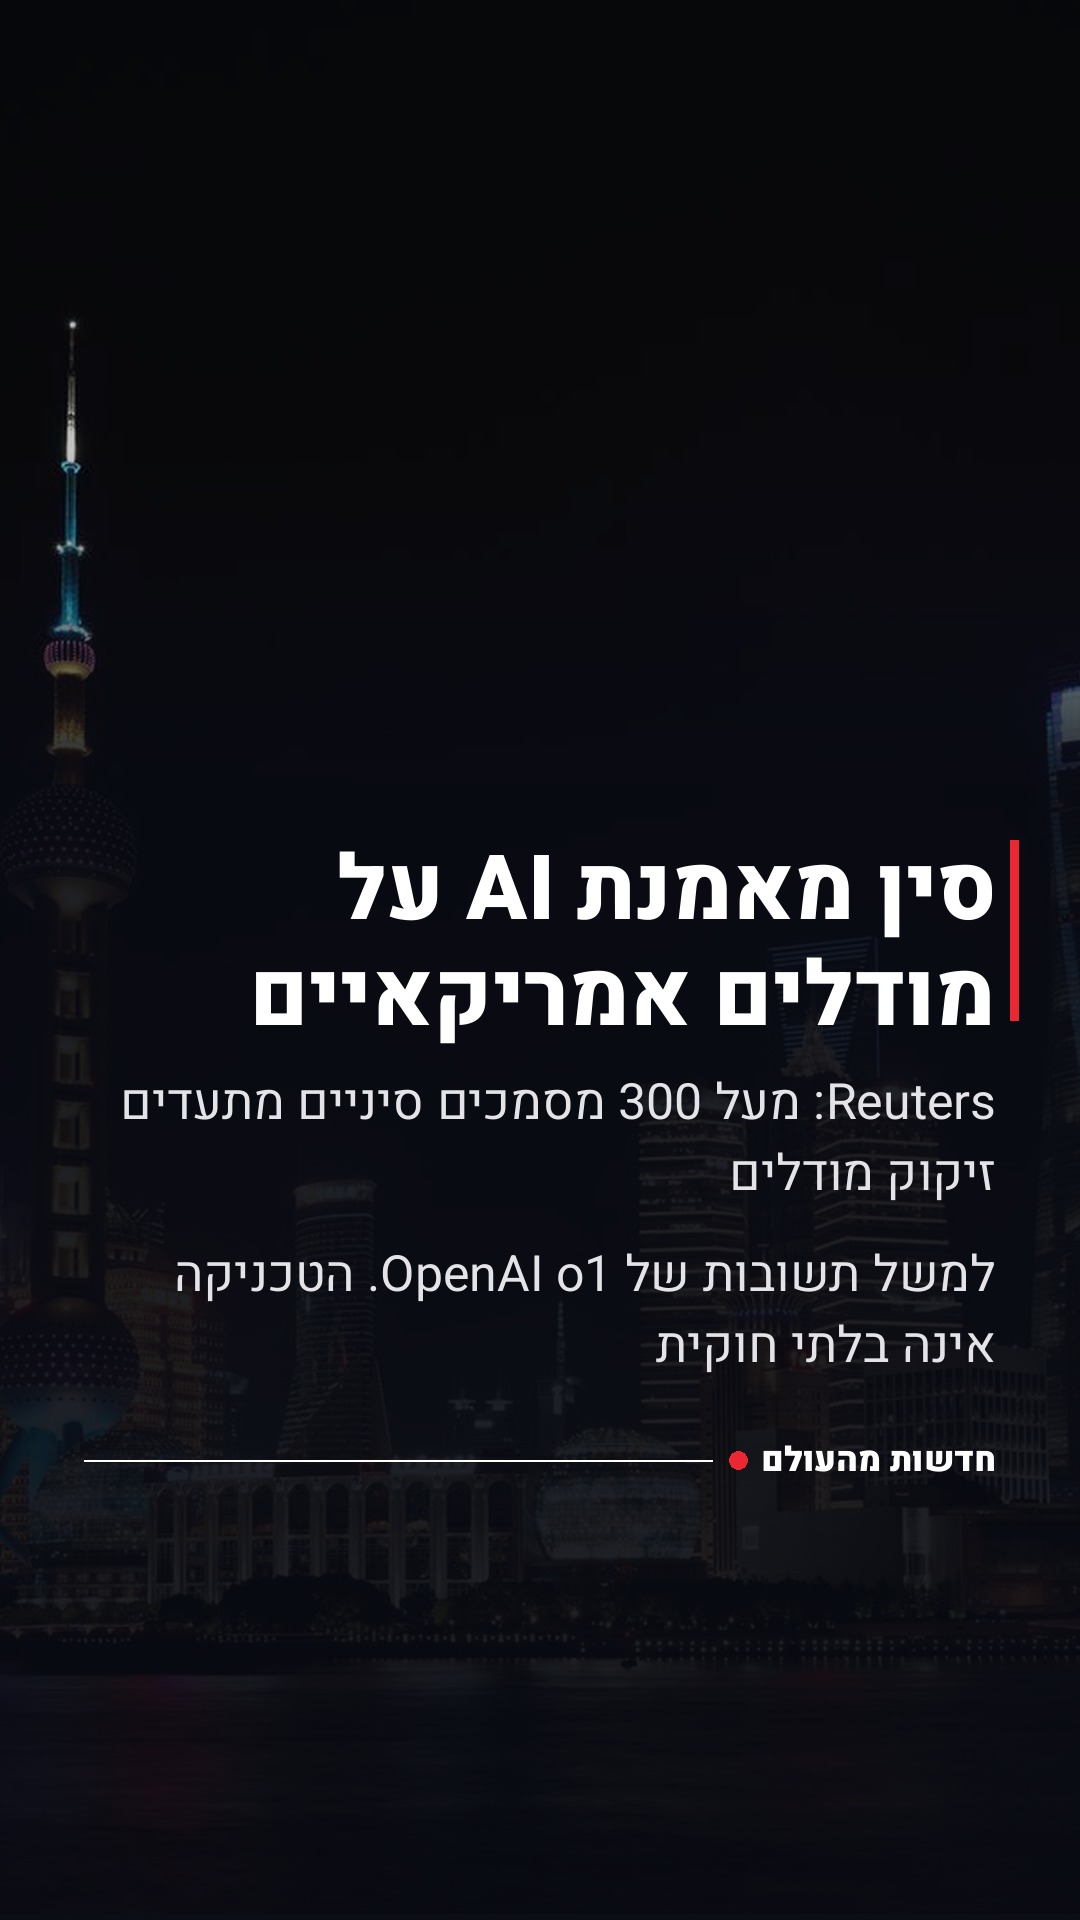 סין מאמנת AI על
מודלים אמריקאיים
Reuters: מעל 300 מסמכים סיניים מתעדים
זיקוק מודלים
למשל תשובות של OpenAI o1. הטכניקה
אינה בלתי חוקית
חדשות מהעולם